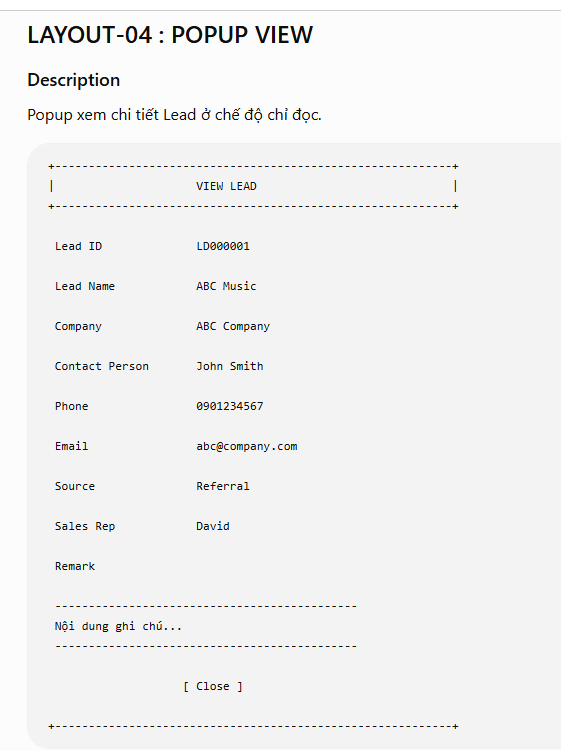 LAYOUT-04 : POPUP VIEW
Description
Popup xem chi tiết Lead ở chế độ chỉ đọc.
+-----------------------------------------------------------+
|                     VIEW LEAD                             |
+-----------------------------------------------------------+
Lead ID              LD000001
Lead Name            ABC Music
Company              ABC Company
Contact Person       John Smith
Phone                0901234567
Email                abc@company.com
Source               Referral
Sales Rep            David
Remark
---------------------------------------------
Nội dung ghi chú...
---------------------------------------------
[ Close ]
+-----------------------------------------------------------+